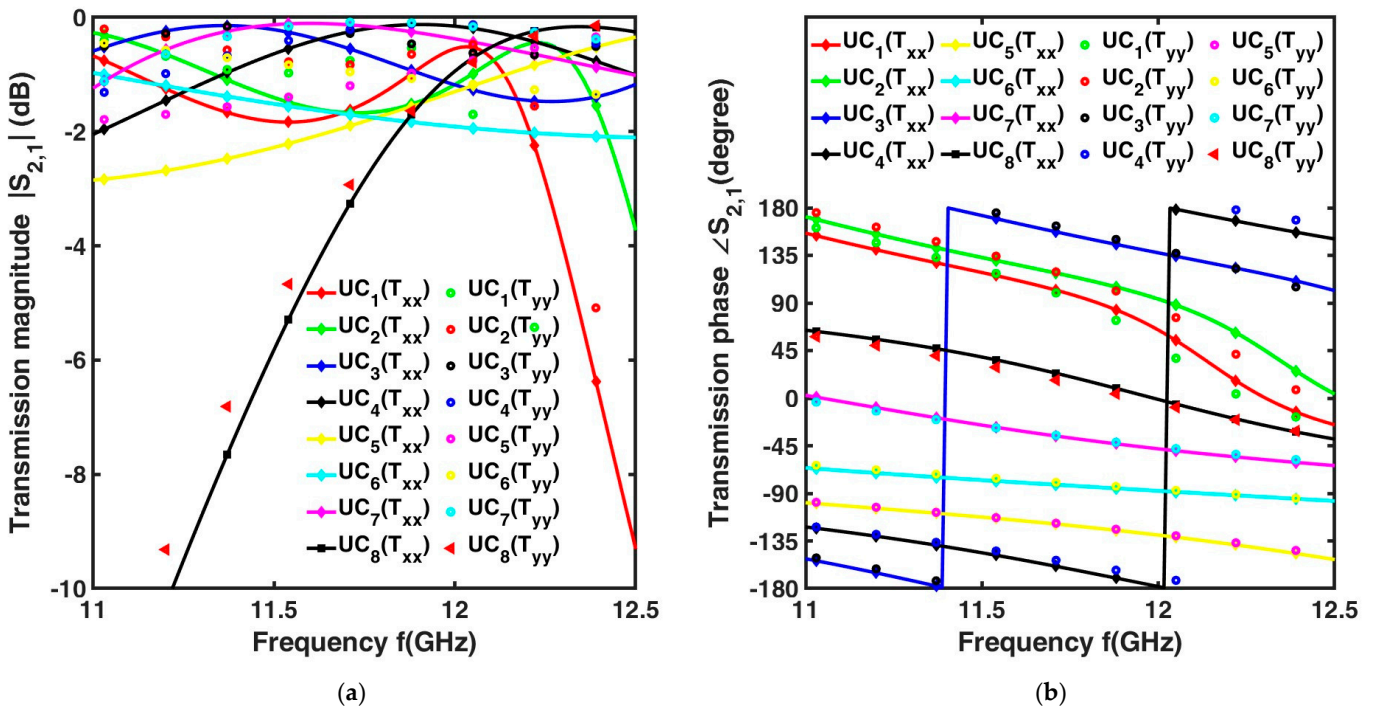 Transmission magnitude |S2,1| (dB)
0
-2
-4
-6
-8
-10
11
11.5
12
12.5
Frequency f(GHz)
UC1(Txx) UC1(Tyy)
UC2(Txx) UC2(Tyy)
UC3(Txx) UC3(Tyy)
UC4(Txx) UC4(Tyy)
UC5(Txx) UC5(Tyy)
UC6(Txx) UC6(Tyy)
UC7(Txx) UC7(Tyy)
UC8(Txx) UC8(Tyy)
(a)
Transmission phase ∠S2,1(degree)
UC1(Txx) UC5(Txx) UC1(Tyy) UC5(Tyy)
UC2(Txx) UC6(Txx) UC2(Tyy) UC6(Tyy)
UC3(Txx) UC7(Txx) UC3(Tyy) UC7(Tyy)
UC4(Txx) UC8(Txx) UC4(Tyy) UC8(Tyy)
180
135
90
45
0
-45
-90
-135
-180
11
11.5
12
12.5
Frequency f(GHz)
(b)